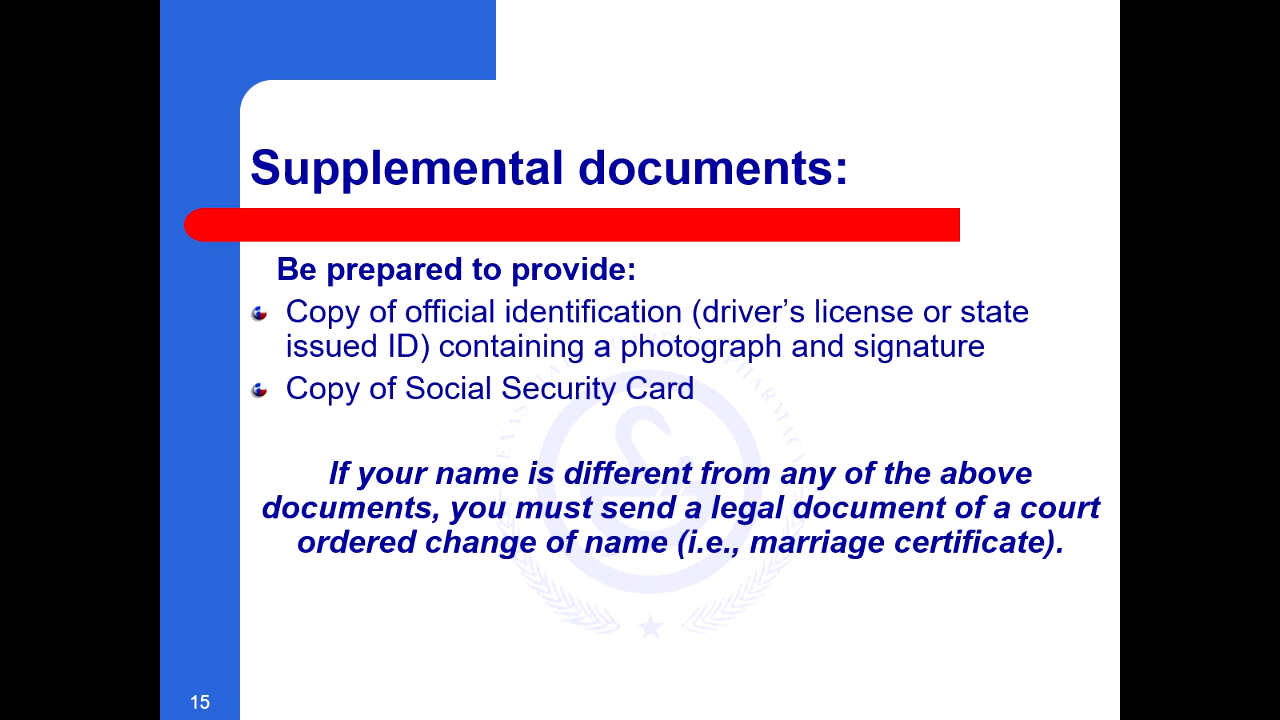 Supplemental documents:
Be prepared to provide:
Copy of official identification (driver’s license or state
issued ID) containing a photograph and signature
Copy of Social Security Card
If your name is different from any of the above
documents, you must send a legal document of a court
ordered change of name (i.e., marriage certificate).
PHARMACY
15